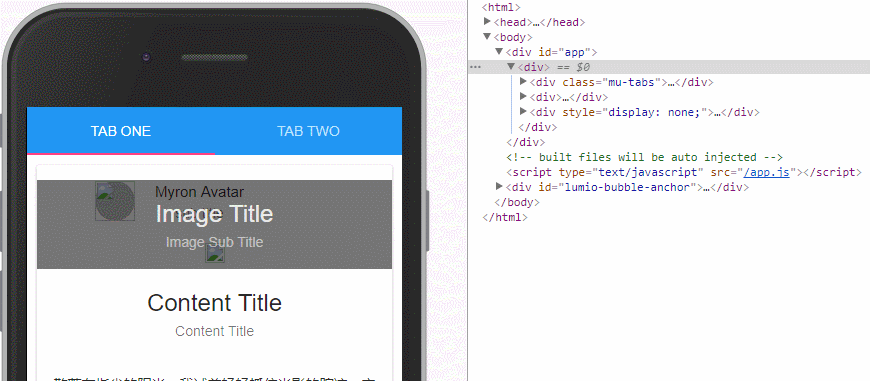 TAB ONE
TAB TWO
Myron Avatar
Image Title
Image Sub Title
Content Title
Content Title
<html>
▶<head>…</head>
▼<body>
▼<div id="app">
… ▼<div> == $0
▶<div class="mu-tabs">…</div>
▶<div>…</div>
▶<div style="display: none;">…</div>
</div>
</div>
<!-- built files will be auto injected -->
<script type="text/javascript" src="/app.js"></script>
▶<div id="lumio-bubble-anchor">…</div>
</body>
</html>